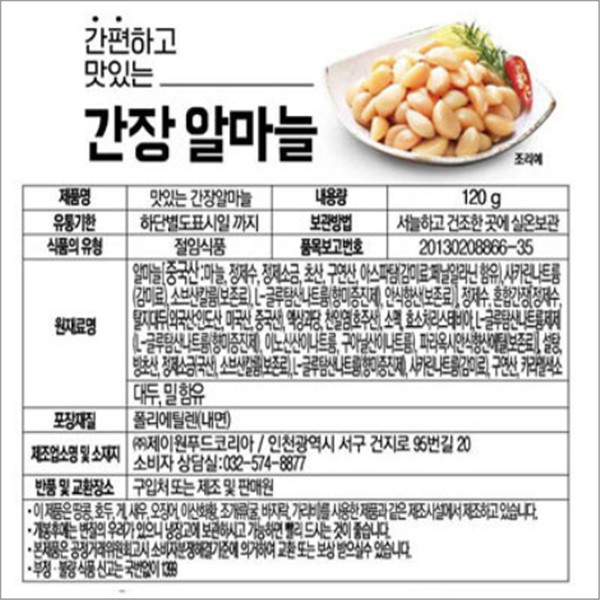 간편하고
맛있는
간장 알마늘
조리예
제품명 맛있는 간장알마늘 내용량 120 g
유통기한 하단별도표시일 까지 보관방법 서늘하고 건조한 곳에 실온보관
식품의 유형 절임식품 품목보고번호 20130208866-35
원재료명
알마늘[중국산:마늘, 정제수, 정제소금, 초산, 구연산, 아스파탐(감미료:페닐알라닌 함유), 사카린나트륨
(감미료), 소브산칼륨(보존료), L-글루탐산나트륨(향미증진제), 안식향산(보존료)], 정제수, 혼합간장(정제수,
탈지대두(외국산:인도산, 미국산, 중국산), 액상과당, 천일염(호주산), 소맥, 효소처리스테비아, L-글루탐산나트륨제제
(L-글루탐산나트륨(향미증진제), 이노신산이나트륨, 구아닐산이나트륨), 파라옥시안식향산에틸(보존료)], 설탕,
빙초산, 정제소금(국산), 소브산칼륨(보존료), L-글루탐산나트륨(향미증진제), 사카린나트륨(감미료), 구연산, 카라멜색소
대두, 밀 함유
포장재질 폴리에틸렌(내면)
제조업소명 및 소재지 ㈜제이원푸드코리아 / 인천광역시 서구 건지로 95번길 20
소비자 상담실:032-574-8877
반품 및 교환장소 구입처 또는 제조 및 판매원
• 이 제품은 땅콩, 호두, 게, 새우, 오징어, 이산화황, 조개류(굴, 바지락, 가리비)를 사용한 제품과 같은 제조시설에서 제조하고 있습니다.
• 개봉후에는 변질의 우려가 있으니 냉장고에 보관하시고 가능하면 빨리 드시는 것이 좋습니다.
• 본제품은 공정거래위원회고시 소비자분쟁해결기준에 의거하여 교환 또는 보상 받으실수 있습니다.
• 부정·불량 식품 신고는 국번없이 1399